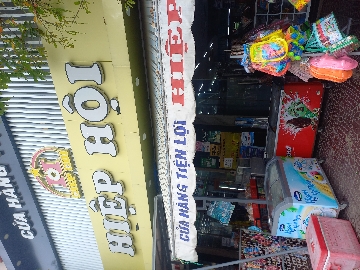 CỬA HÀNG
HIỆP HỘI
HIỆP
CỬA HÀNG TIỆN LỢI